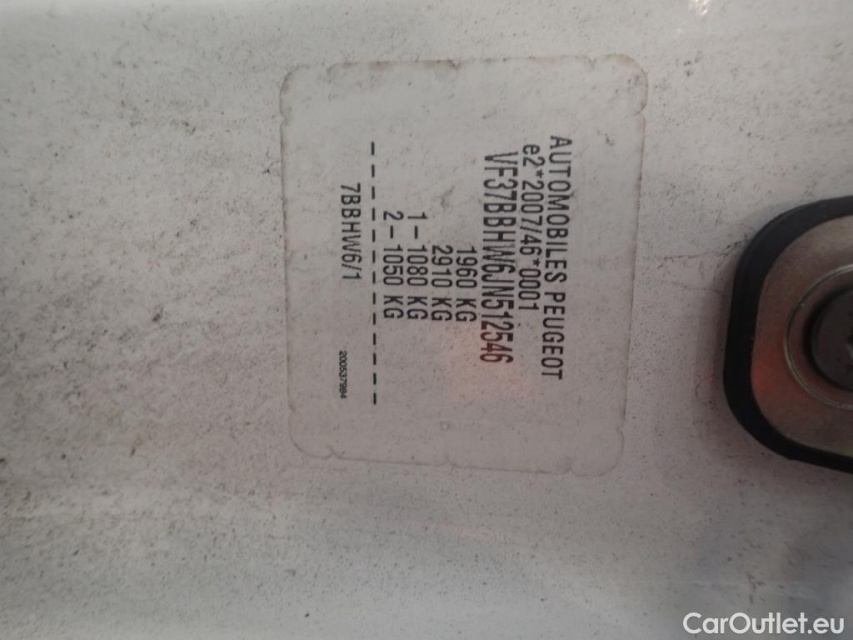 AUTOMOBILES PEUGEOT
e2*2007/46*0001
VF37BBHW6JN512546
1960 KG
2910 KG
1- 1080 KG
2- 1050 KG
7BBHW6/1
200537984
CarOutlet.eu